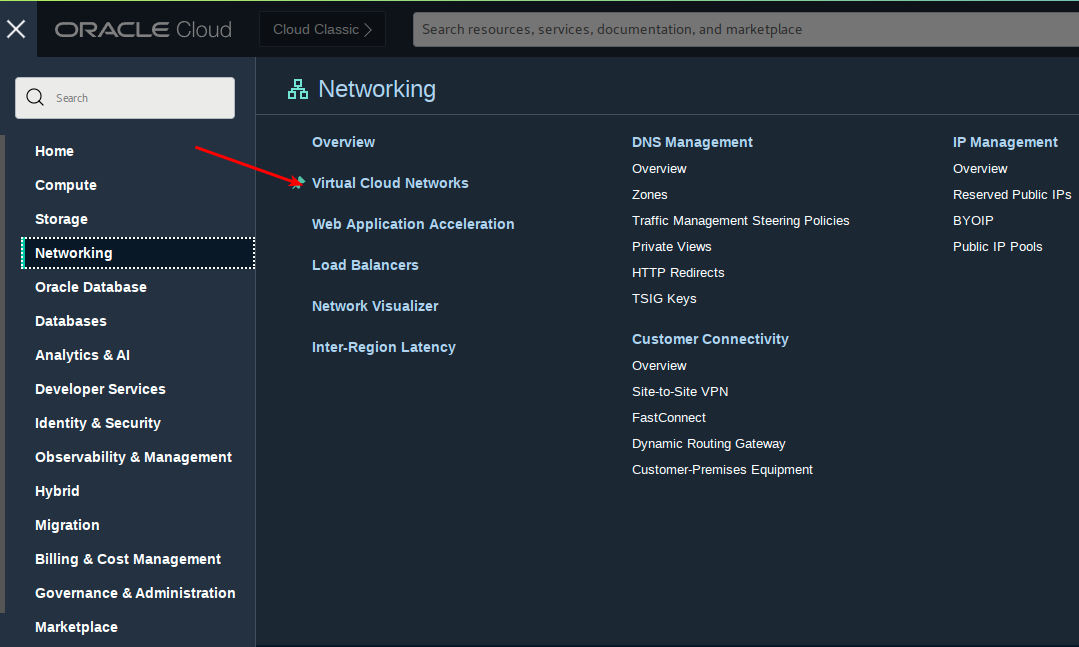 ORACLE Cloud
Cloud Classic
Search resources, services, documentation, and marketplace
Search
Home
Compute
Storage
Networking
Oracle Database
Databases
Analytics & AI
Developer Services
Identity & Security
Observability & Management
Hybrid
Migration
Billing & Cost Management
Governance & Administration
Marketplace
Networking
Overview
Virtual Cloud Networks
Web Application Acceleration
Load Balancers
Network Visualizer
Inter-Region Latency
DNS Management
Overview
Zones
Traffic Management Steering Policies
Private Views
HTTP Redirects
TSIG Keys
Customer Connectivity
Overview
Site-to-Site VPN
FastConnect
Dynamic Routing Gateway
Customer-Premises Equipment
IP Management
Overview
Reserved Public IPs
BYOIP
Public IP Pools